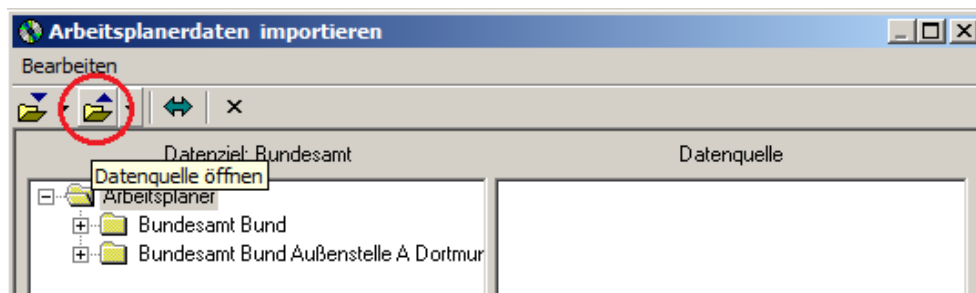 Arbeitsplanerdaten importieren
Bearbeiten
Datenziel: Bundesamt
Datenquelle
Datenquelle öffnen
Arbeitsplaner
Bundesamt Bund
Bundesamt Bund Außenstelle A Dortmur